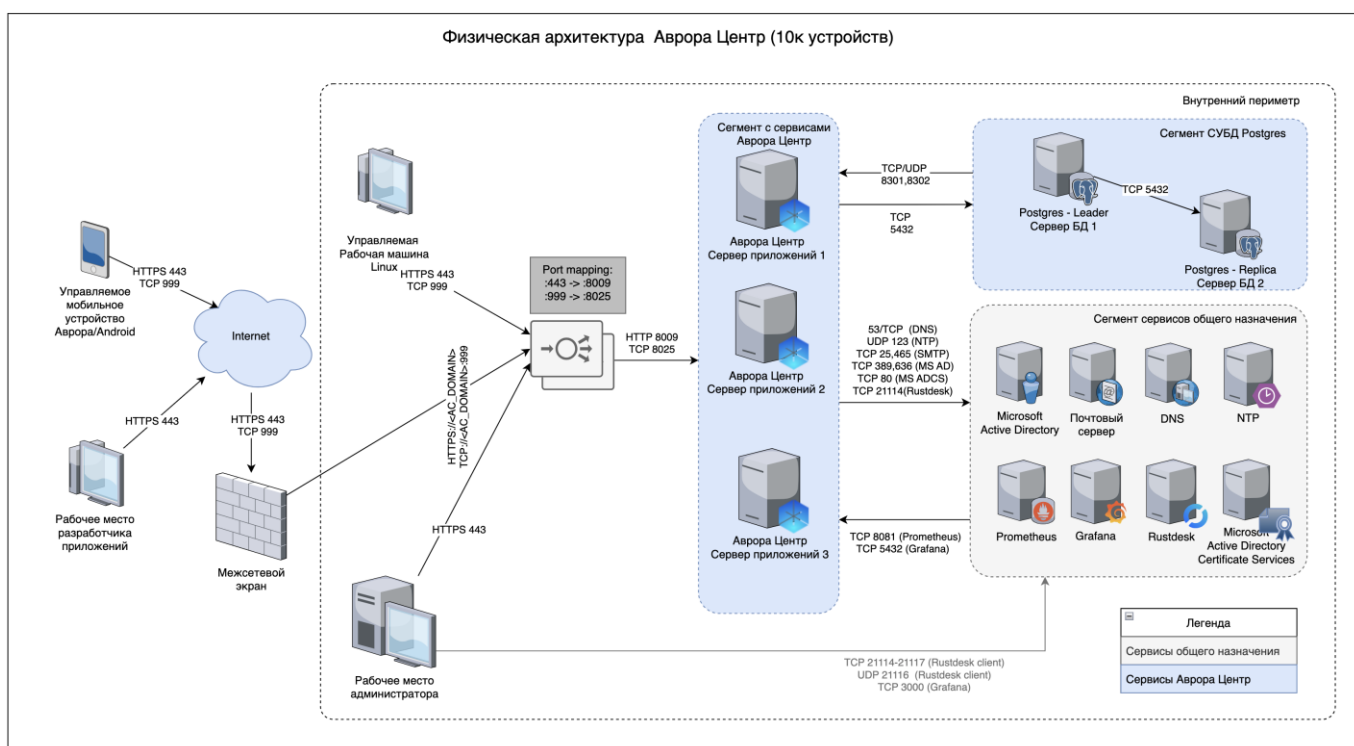 Физическая архитектура Аврора Центр (10к устройств)
Внутренний периметр
Управляемое
мобильное
устройство
Аврора/Android
HTTPS 443
TCP 999
Internet
HTTPS 443
Рабочее место
разработчика
приложений
HTTPS 443
TCP 999
Межсетевой
экран
Управляемая
Рабочая машина
Linux
HTTPS 443
TCP 999
HTTPS://<AC_DOMAIN>
TCP://<AC_DOMAIN>:999
HTTPS 443
Рабочее место
администратора
Port mapping:
:443 -> :8009
:999 -> :8025
HTTP 8009
TCP 8025
Сегмент с сервисами
Аврора Центр
Аврора Центр
Сервер приложений 1
Аврора Центр
Сервер приложений 2
Аврора Центр
Сервер приложений 3
TCP/UDP
8301,8302
TCP
5432
Сегмент СУБД Postgres
Postgres - Leader
Сервер БД 1
TCP 5432
Postgres - Replica
Сервер БД 2
53/TCP (DNS)
UDP 123 (NTP)
TCP 25,465 (SMTP)
TCP 389,636 (MS AD)
TCP 80 (MS ADCS)
TCP 21114(Rustdesk)
TCP 8081 (Prometheus)
TCP 5432 (Grafana)
Сегмент сервисов общего назначения
Microsoft
Active Directory
Почтовый
сервер
DNS
NTP
Prometheus
Grafana
Rustdesk
Microsoft
Active Directory
Certificate Services
TCP 21114-21117 (Rustdesk client)
UDP 21116 (Rustdesk client)
TCP 3000 (Grafana)
Легенда
Сервисы общего назначения
Сервисы Аврора Центр